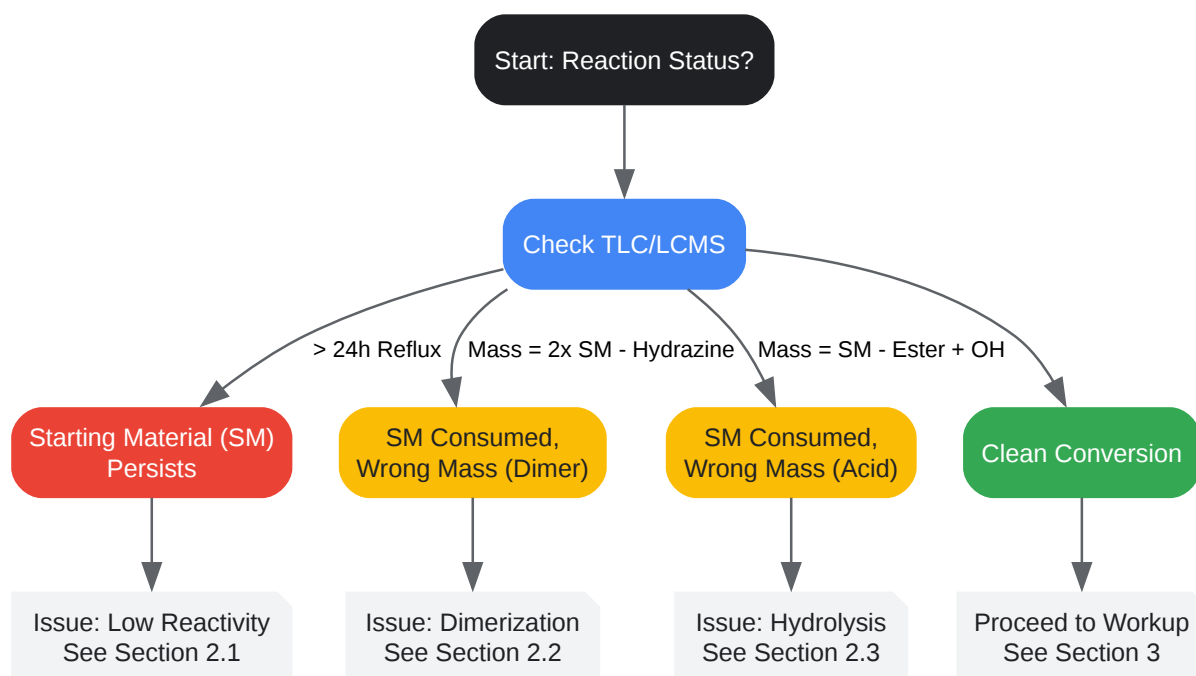 Start: Reaction Status?
Check TLC/LCMS
> 24h Reflux
Mass = 2x SM - Hydrazine
Mass = SM - Ester + OH
Starting Material (SM)
Persists
SM Consumed,
Wrong Mass (Dimer)
SM Consumed,
Wrong Mass (Acid)
Clean Conversion
Issue: Low Reactivity
See Section 2.1
Issue: Dimerization
See Section 2.2
Issue: Hydrolysis
See Section 2.3
Proceed to Workup
See Section 3